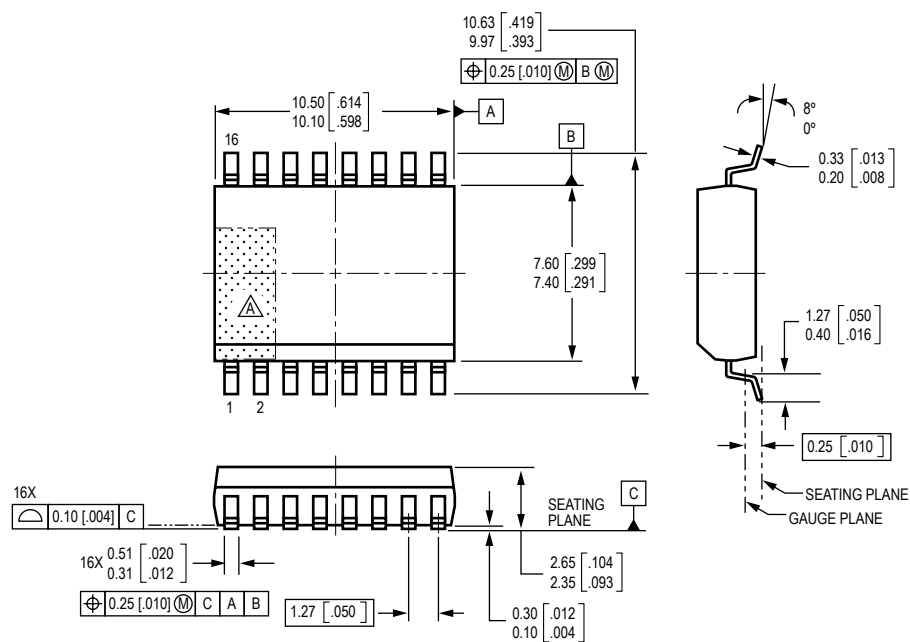 10.63 [.419
9.97 .393]
⌖ 0.25 [.010] Ⓜ B Ⓜ
10.50 [.614
10.10 .598]
A
8º
0º
16
B
0.33 [.013
0.20 .008]
7.60 [.299
7.40 .291]
A
1.27 [.050
0.40 .016]
1 2
0.25 [.010]
SEATING PLANE
GAUGE PLANE
16X
⌓ 0.10 [.004] C
SEATING
PLANE
C
16X 0.51 [.020
0.31 .012]
2.65 [.104
2.35 .093]
⌖ 0.25 [.010] Ⓜ C A B
1.27 [.050]
0.30 [.012
0.10 .004]